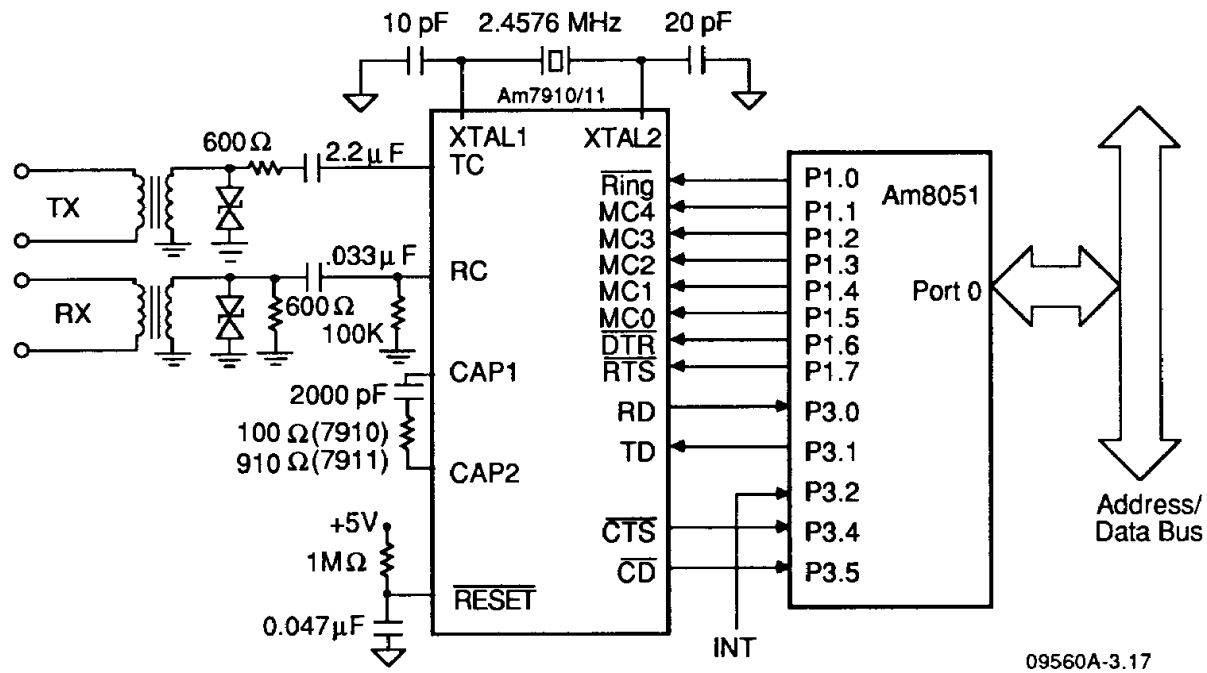 10 pF
2.4576 MHz
20 pF
Am7910/11
XTAL1
XTAL2
600 Ω
2.2 µ F
TC
TX
.033 µ F
RC
RX
600 Ω
100K
CAP1
2000 pF
100 Ω (7910)
910 Ω (7911)
CAP2
+5V
1M Ω
RESET
0.047 µF
Ring
MC4
MC3
MC2
MC1
MC0
DTR
RTS
RD
TD
CTS
CD
P1.0
P1.1
P1.2
P1.3
P1.4
P1.5
P1.6
P1.7
P3.0
P3.1
P3.2
P3.4
P3.5
Am8051
Port 0
INT
Address/
Data Bus
09560A-3.17